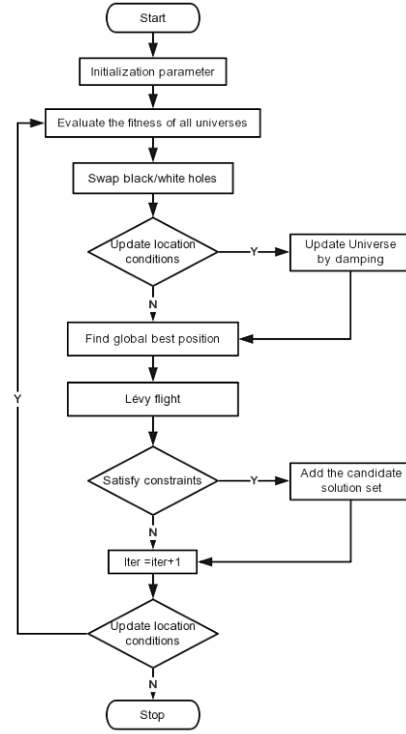 Start
Initialization parameter
Evaluate the fitness of all universes
Swap black/white holes
Update location
conditions
Y
Update Universe
by damping
N
Find global best position
Y
Lévy flight
Satisfy constraints
Y
Add the candidate
solution set
N
Iter =iter+1
Update location
conditions
N
Stop